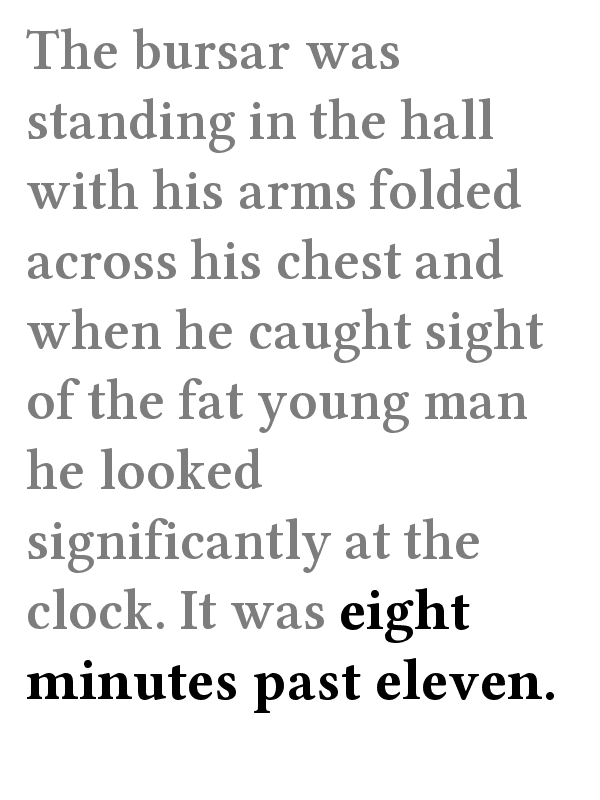 The bursar was
standing in the hall
with his arms folded
across his chest and
when he caught sight
of the fat young man
he looked
significantly at the
clock. It was eight
minutes past eleven.